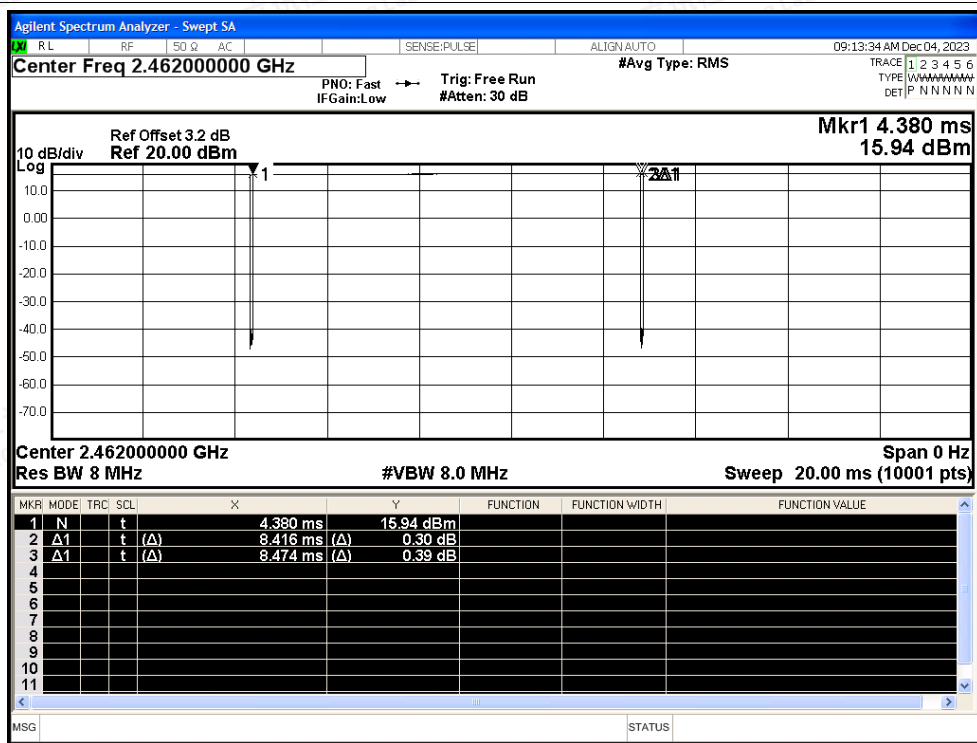 Agilent Spectrum Analyzer - Swept SA
LXI RL RF 50 Ω AC SENSE:PULSE ALIGN AUTO 09:13:34 AM Dec 04, 2023
Center Freq 2.462000000 GHz #Avg Type: RMS TRACE 1 2 3 4 5 6
PNO: Fast Trig: Free Run TYPE
IFGain:Low #Atten: 30 dB DET P N N N N N
Mkr1 4.380 ms
Ref Offset 3.2 dB
10 dB/div Ref 20.00 dBm 15.94 dBm
Log
1
10.0
0.00
-10.0
-20.0
-30.0
-40.0
-50.0
-60.0
-70.0
Center 2.462000000 GHz Span 0 Hz
Res BW 8 MHz #VBW 8.0 MHz Sweep 20.00 ms (10001 pts)
MKR MODE TRC SCL X Y FUNCTION FUNCTION WIDTH FUNCTION VALUE
1 N t 4.380 ms 15.94 dBm
2 Δ1 t (Δ) 8.416 ms (Δ) 0.30 dB
3 Δ1 t (Δ) 8.474 ms (Δ) 0.39 dB
4
5
6
7
8
9
10
11
MSG STATUS